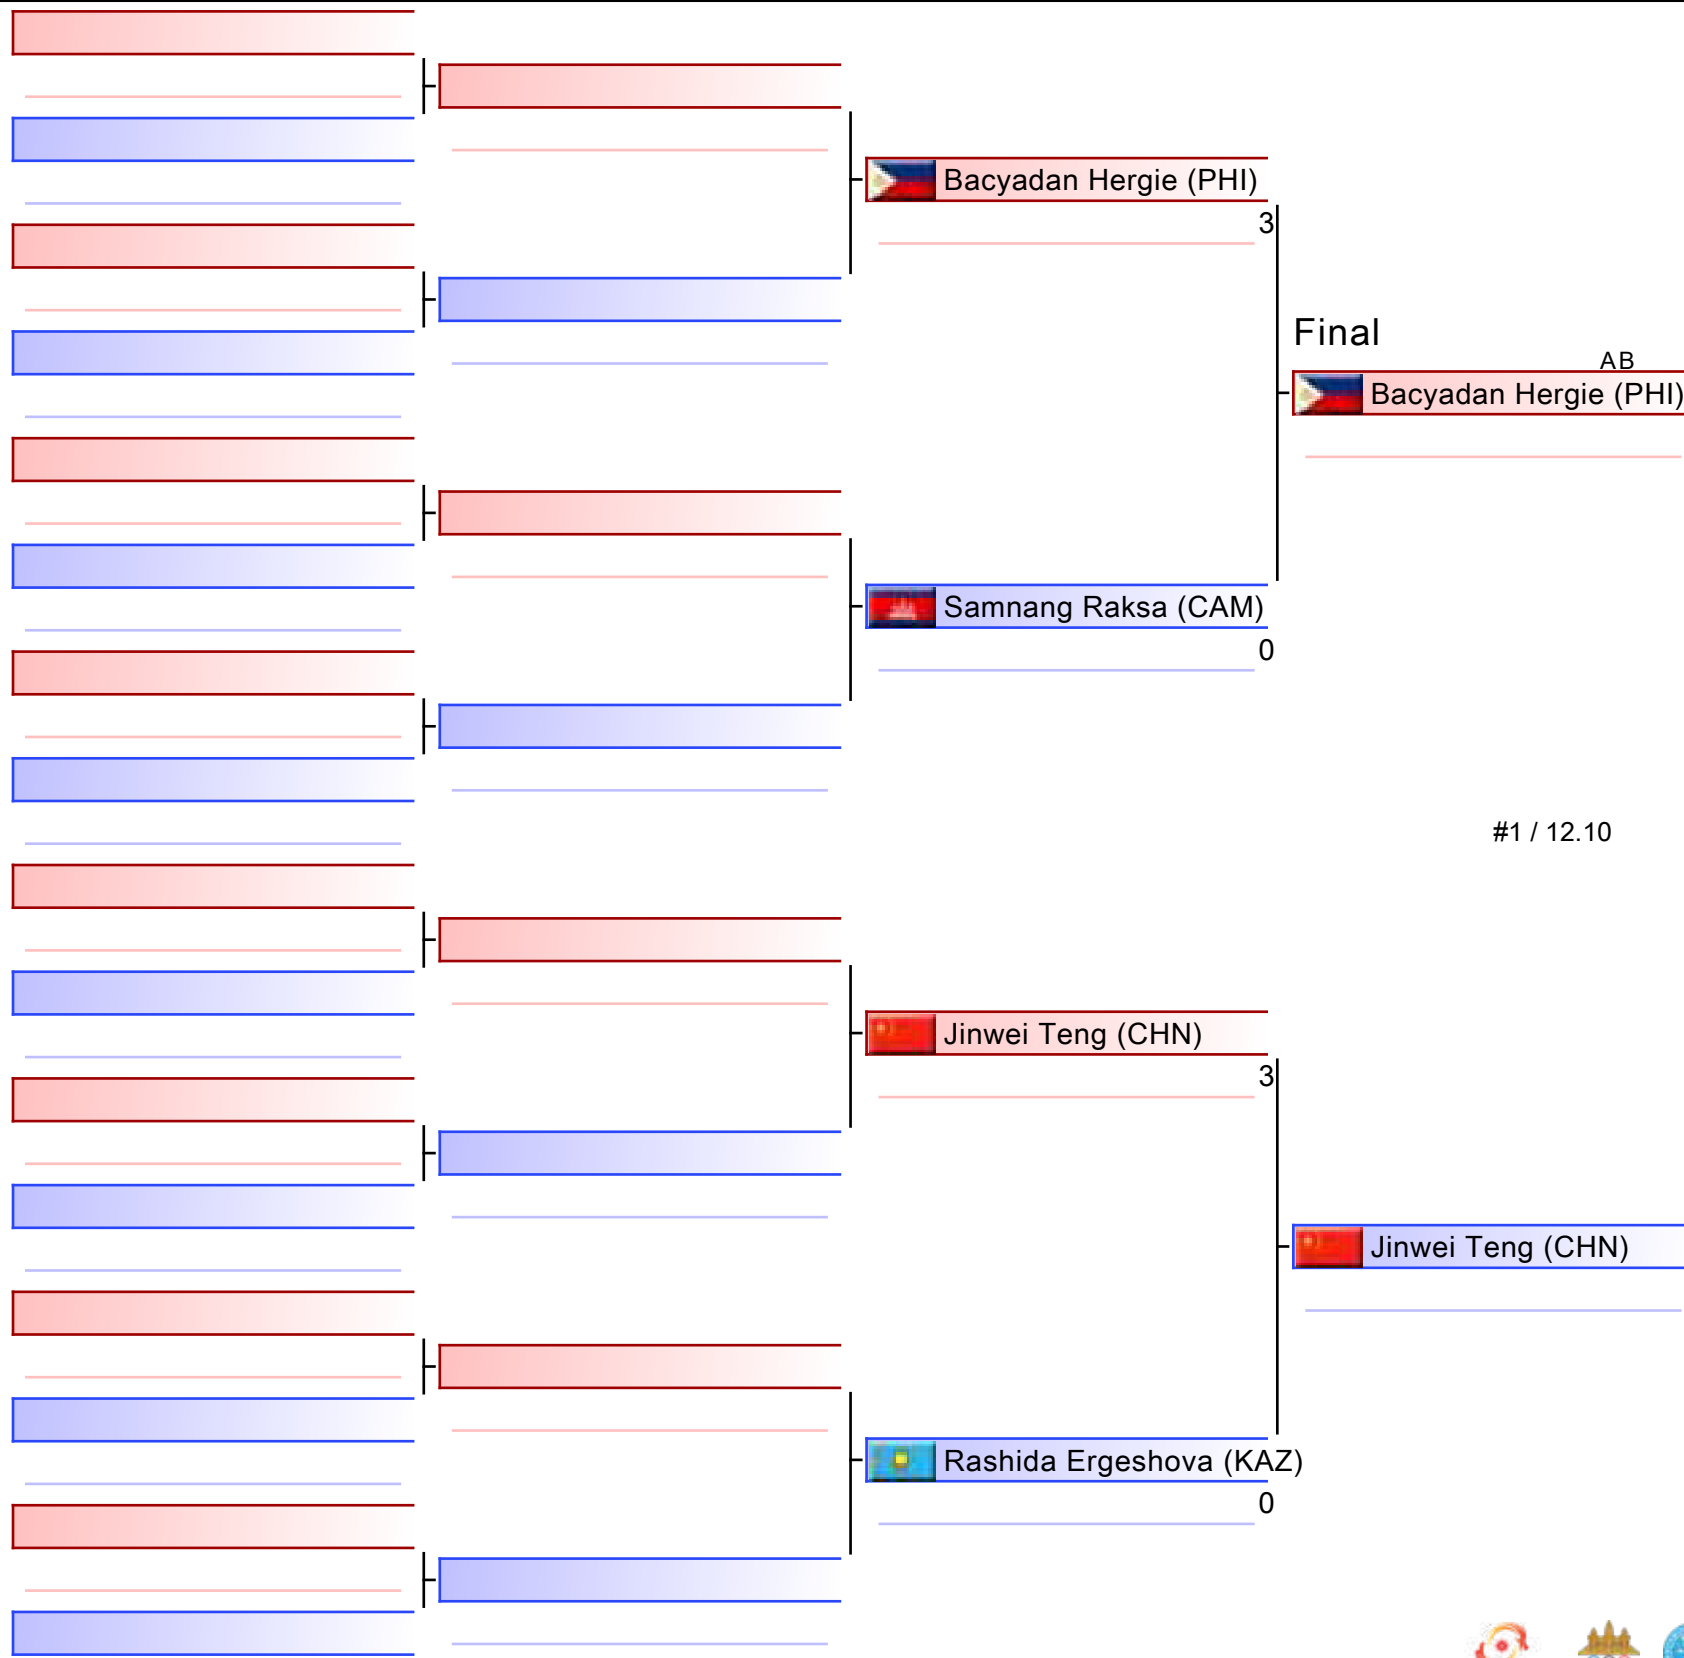 Bacyadan Hergie (PHI)
3
Final
AB
Bacyadan Hergie (PHI)
Samnang Raksa (CAM)
0
#1 / 12.10
Jinwei Teng (CHN)
3
Jinwei Teng (CHN)
Rashida Ergeshova (KAZ)
0